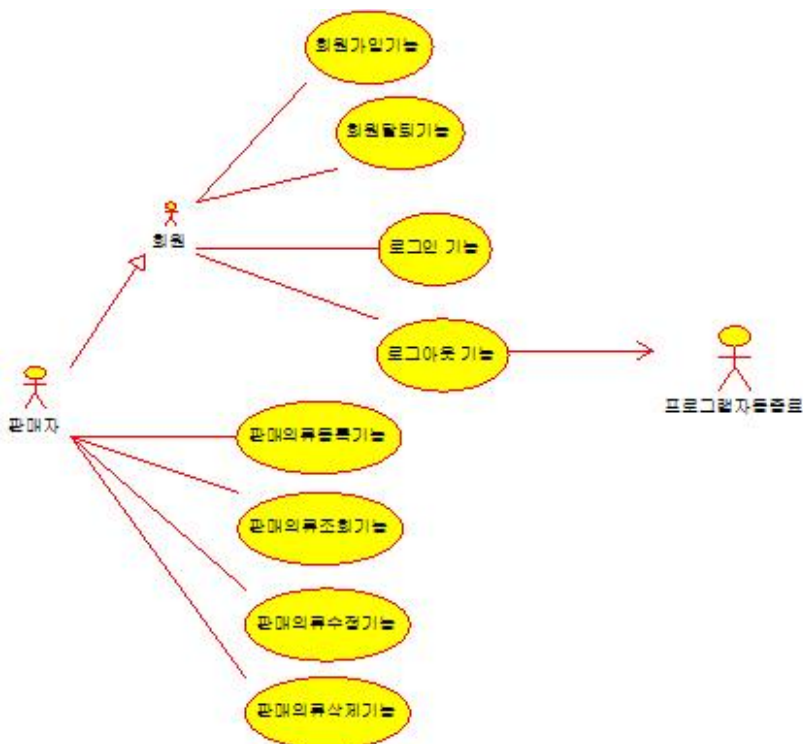 회원가입기능
회원탈퇴기능
회원
로그인 기능
로그아웃 기능
프로그램자동종료
판매자
판매의류등록기능
판매의류조회기능
판매의류수정기능
판매의류삭제기능